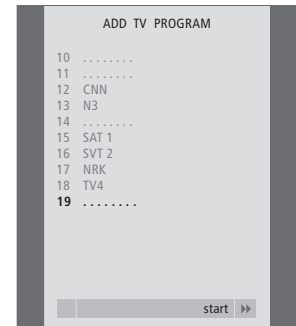 ADD TV PROGRAM
10 ........
11 ........
12 CNN
13 N3
14 ........
15 SAT 1
16 SVT 2
17 NRK
18 TV4
19 ........
start